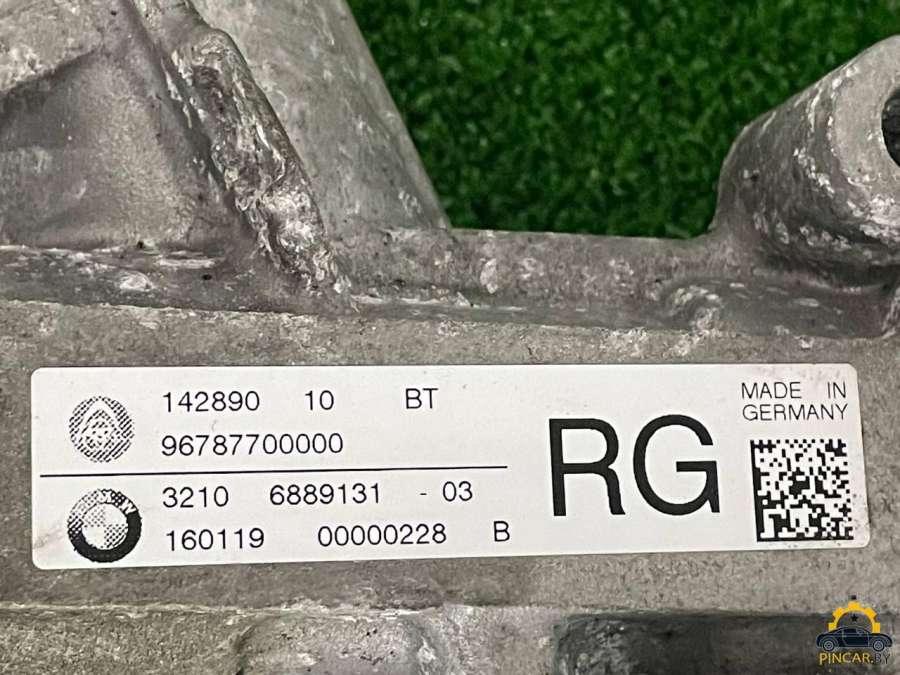 142890 10 BT
96787700000
3210 6889131 - 03
160119 00000228 B
RG
MADE IN
GERMANY
PINCAR.BY